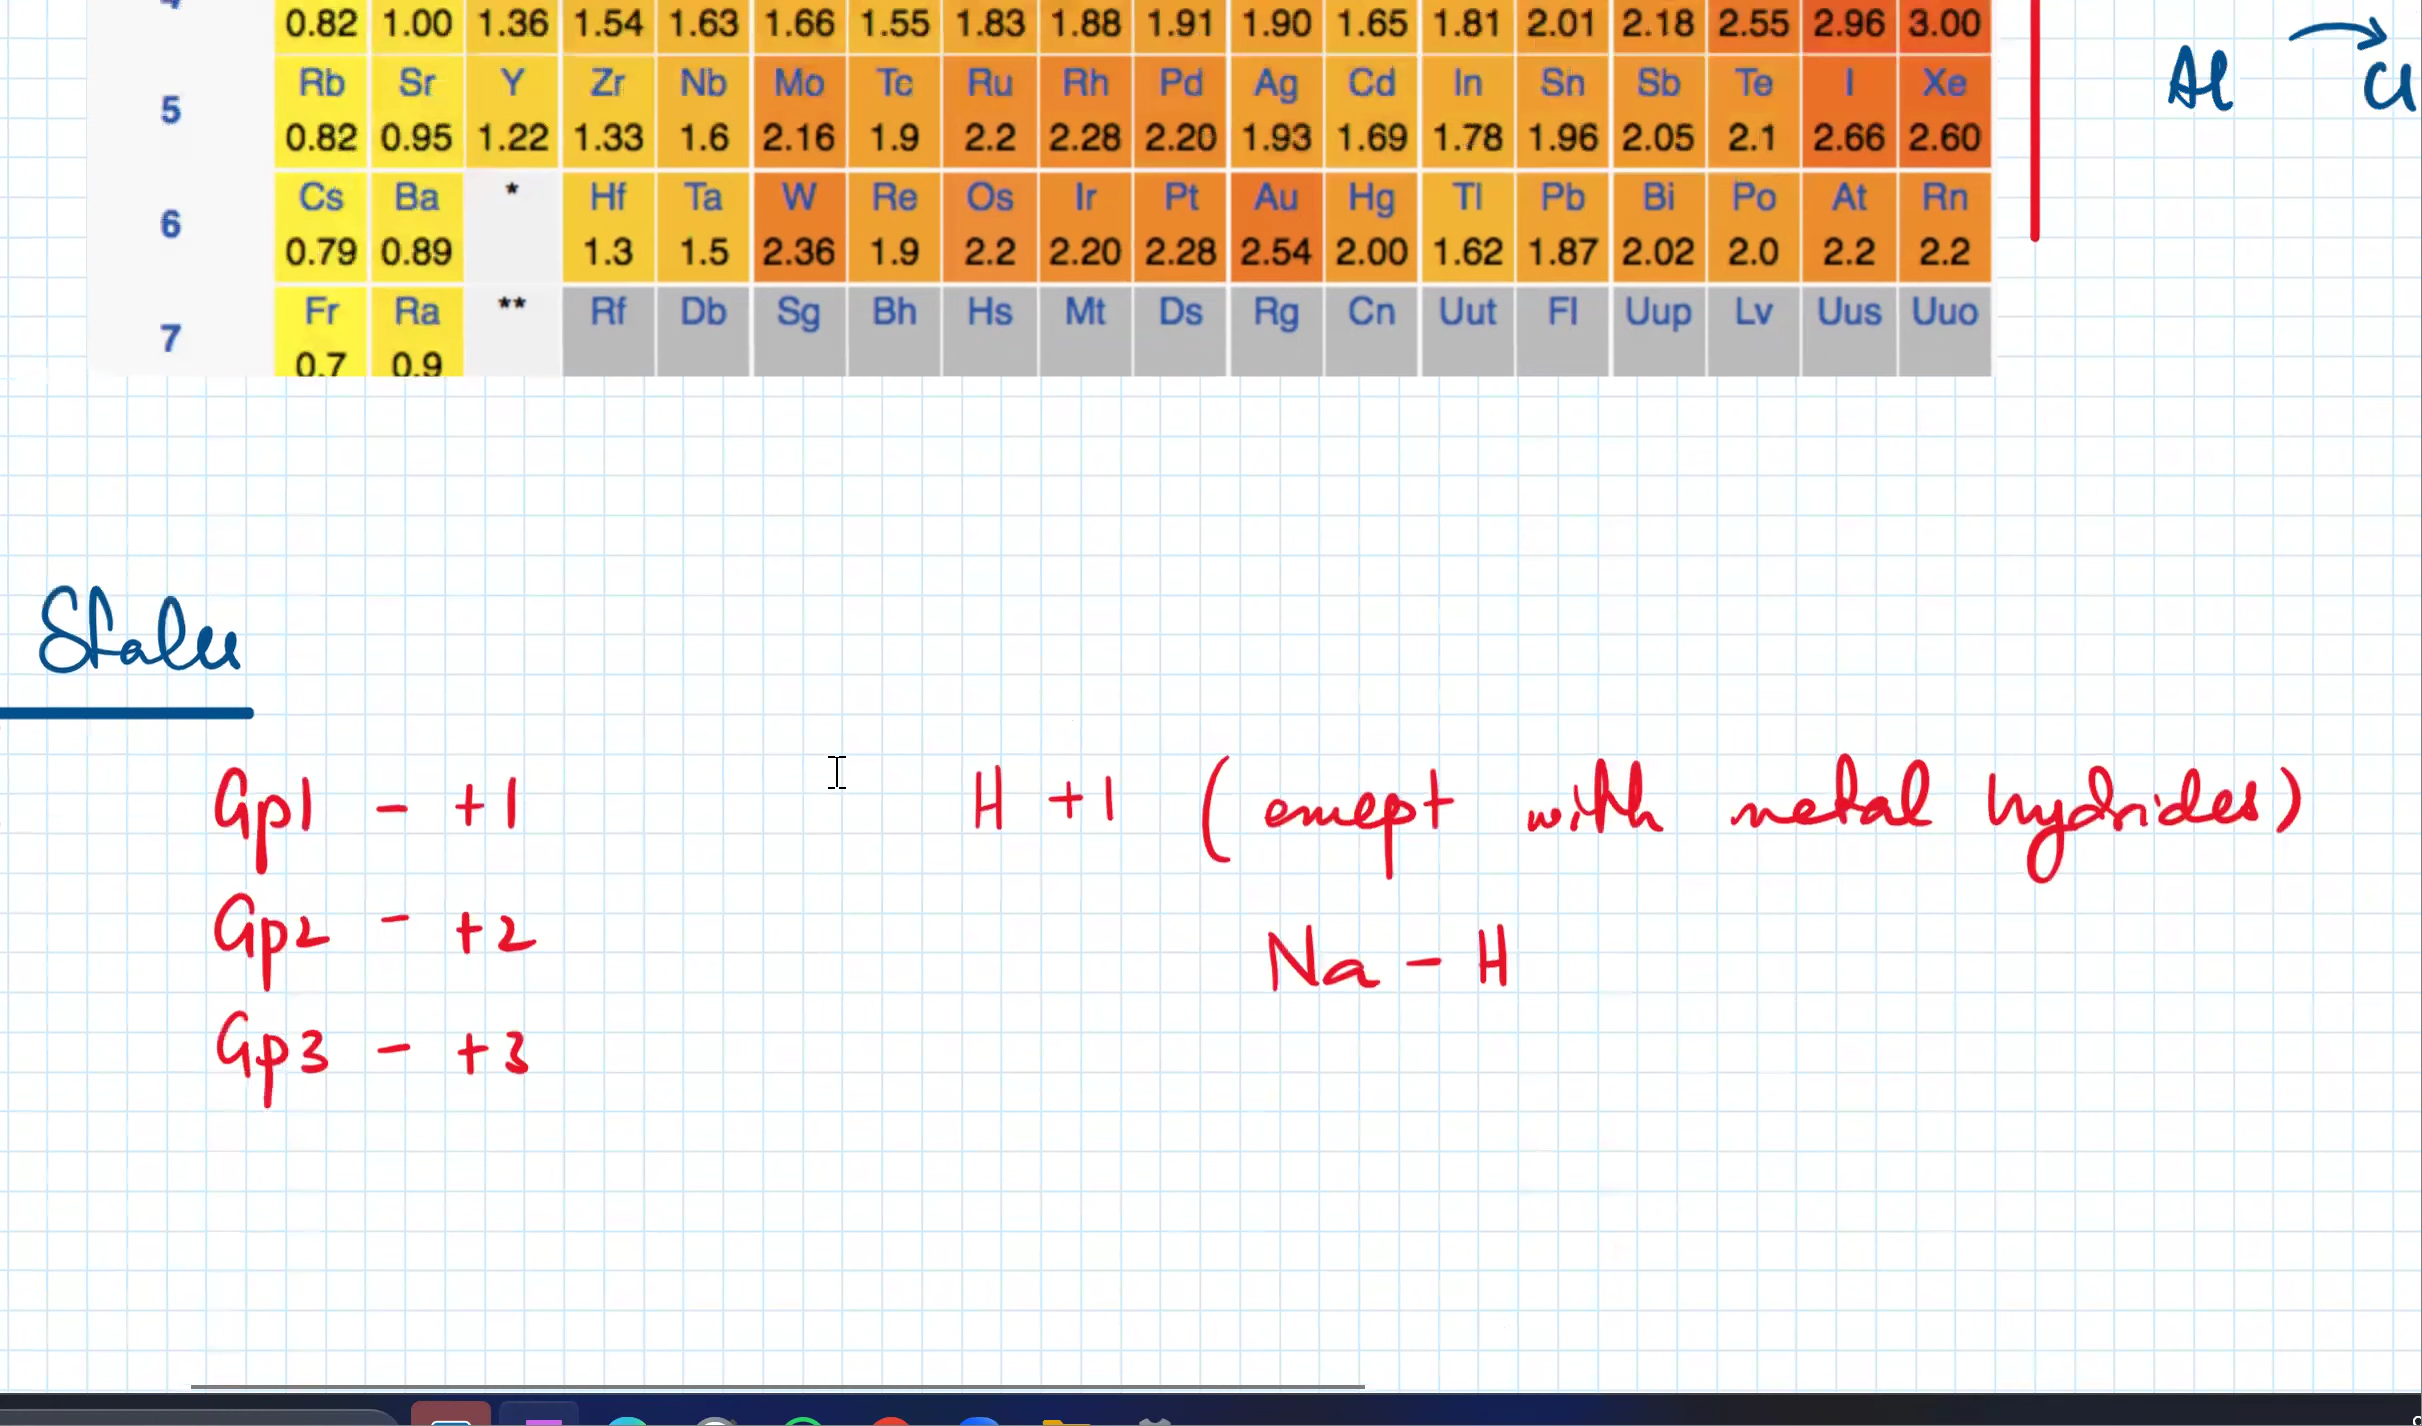 4
0.82 1.00 1.36 1.54 1.63 1.66 1.55 1.83 1.88 1.91 1.90 1.65 1.81 2.01 2.18 2.55 2.96 3.00
5 Rb Sr Y Zr Nb Mo Tc Ru Rh Pd Ag Cd In Sn Sb Te I Xe
0.82 0.95 1.22 1.33 1.6 2.16 1.9 2.2 2.28 2.20 1.93 1.69 1.78 1.96 2.05 2.1 2.66 2.60
6 Cs Ba * Hf Ta W Re Os Ir Pt Au Hg Tl Pb Bi Po At Rn
0.79 0.89 1.3 1.5 2.36 1.9 2.2 2.20 2.28 2.54 2.00 1.62 1.87 2.02 2.0 2.2 2.2
7 Fr Ra ** Rf Db Sg Bh Hs Mt Ds Rg Cn Uut Fl Uup Lv Uus Uuo
0.7 0.9
Al → Cl
States
Gp1 - +1
Gp2 - +2
Gp3 - +3
H +1 (except with metal hydrides)
Na - H